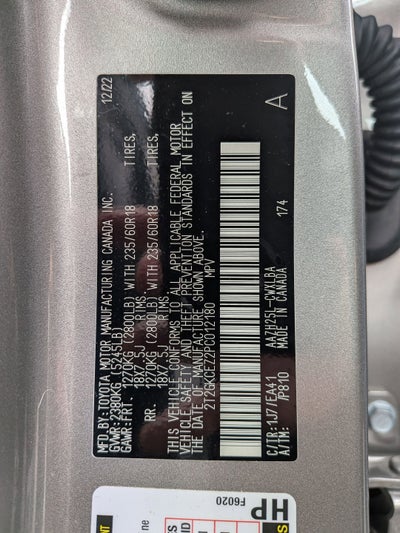 MFD.BY: TOYOTA MOTOR MANUFACTURING CANADA INC. 12/22
GVWR: 2380KG (5245LB)
GAWR: FRT. 1270KG (2800LB) WITH 235/60R18 TIRES,
18X7.5J RIMS,
RR. 1270KG (2800LB) WITH 235/60R18 TIRES,
18X7.5J RIMS,
THIS VEHICLE CONFORMS TO ALL APPLICABLE FEDERAL MOTOR
VEHICLE SAFETY AND THEFT PREVENTION STANDARDS IN EFFECT ON
THE DATE OF MANUFACTURE SHOWN ABOVE.
2T2GKCEZ2PC012180 MPV
A
C/TR: 1J7/EA41 AAZH25L-CWXLBA
A/TM: /P810 MADE IN CANADA 174
HP
F6020